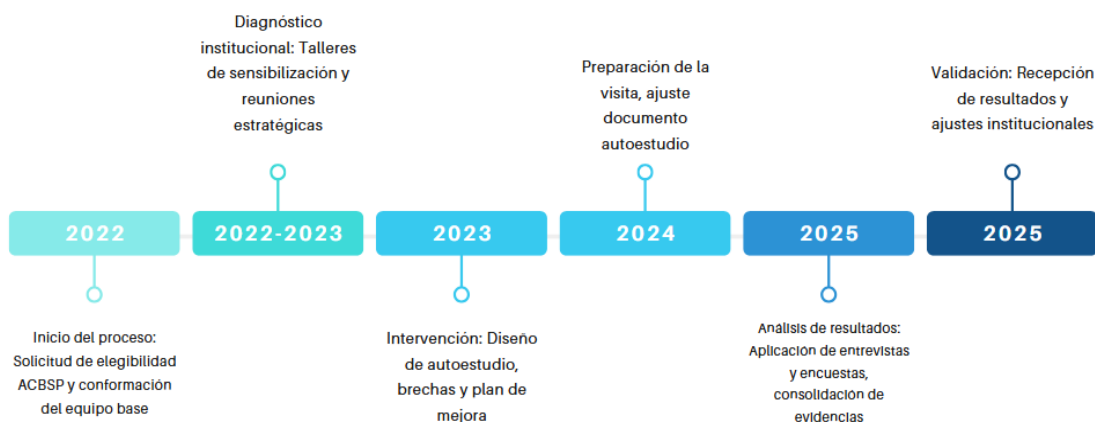 Diagnóstico
institucional: Talleres
de sensibilización y
reuniones
estratégicas
Preparación de la
visita, ajuste
documento
autoestudio
Validación: Recepción
de resultados y
ajustes institucionales
2022
2022-2023
2023
2024
2025
2025
Inicio del proceso:
Solicitud de elegibilidad
ACBSP y conformación
del equipo base
Intervención: Diseño
de autoestudio,
brechas y plan de
mejora
Análisis de resultados:
Aplicación de entrevistas
y encuestas,
consolidación de
evidencias